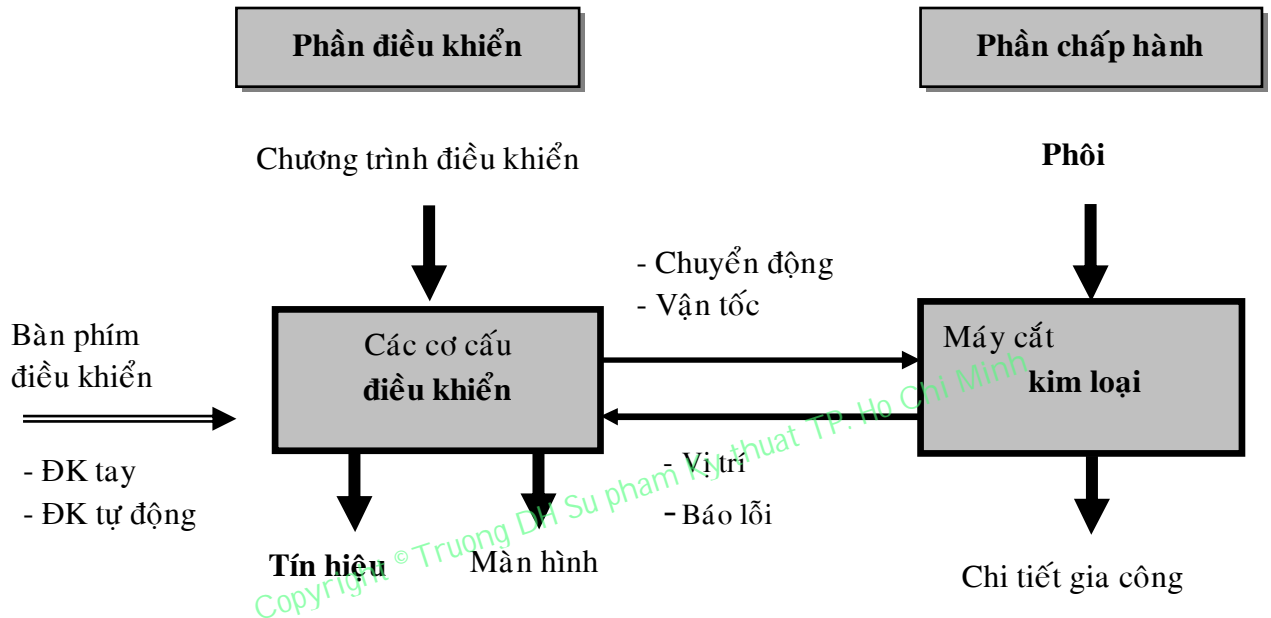 Phần điều khiển
Phần chấp hành
Chương trình điều khiển
Phôi
- Chuyển động
- Vận tốc
Bàn phím
điều khiển
Các cơ cấu
điều khiển
Máy cắt
kim loại
- ĐK tay
- ĐK tự động
- Vị trí
- Báo lỗi
Tín hiệu
Màn hình
Chi tiết gia công
Copyright © Truong DH Su pham Ky thuat TP. Ho Chi Minh